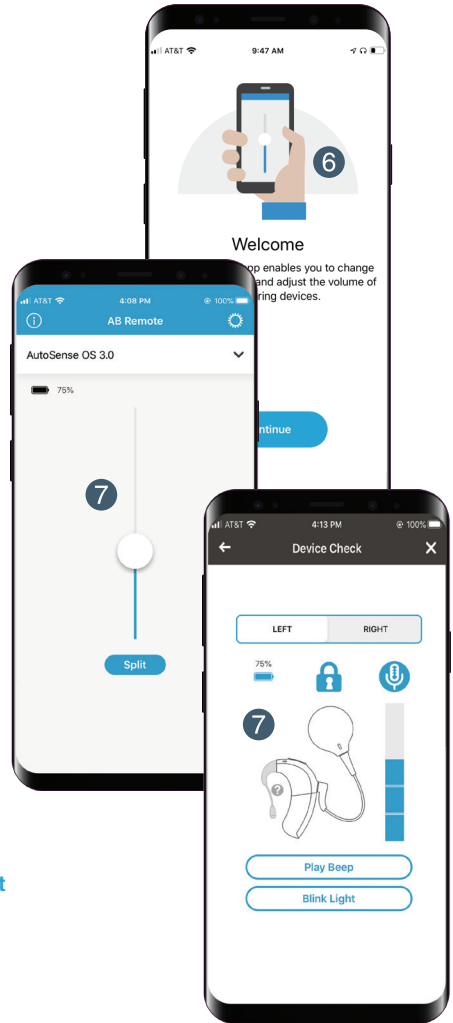 AT&T
9:47 AM
6
Welcome
pp enables you to change
and adjust the volume of
ring devices.
ntinue
AT&T
4:08 PM
100%
AB Remote
AutoSense OS 3.0
75%
7
Split
AT&T
4:13 PM
100%
Device Check
LEFT
RIGHT
75%
7
?
Play Beep
Blink Light
t